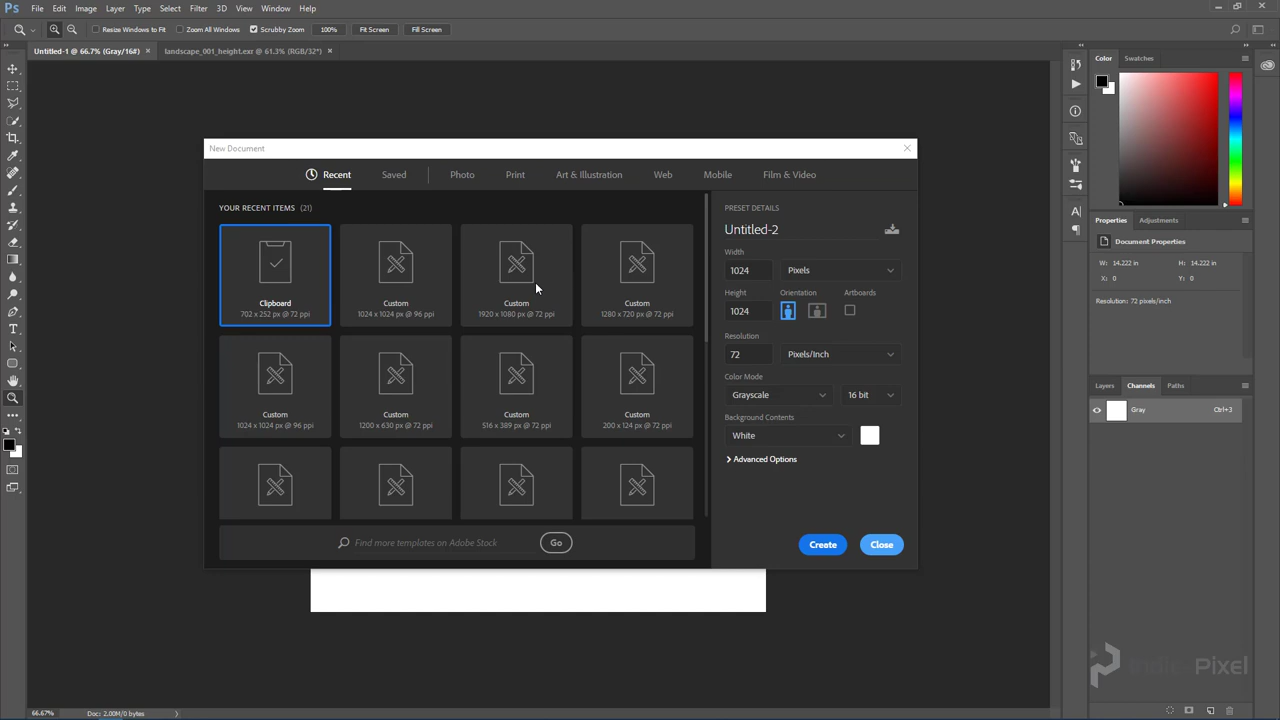 Ps File Edit Image Layer Type Select Filter 3D View Window Help
Resize Windows to Fit Zoom All Windows Scrubby Zoom 100% Fit Screen Fill Screen
Untitled-1 @ 66.7% (Gray/16#) × landscape_001_height.exr @ 61.3% (RGB/32*) ×
New Document
Recent Saved Photo Print Art & Illustration Web Mobile Film & Video
YOUR RECENT ITEMS (21)
Clipboard
702 x 252 px @ 72 ppi
Custom
1024 x 1024 px @ 96 ppi
Custom
1920 x 1080 px @ 72 ppi
Custom
1280 x 720 px @ 72 ppi
Custom
1024 x 1024 px @ 96 ppi
Custom
1200 x 630 px @ 72 ppi
Custom
516 x 389 px @ 72 ppi
Custom
200 x 124 px @ 72 ppi
Find more templates on Adobe Stock Go
PRESET DETAILS
Untitled-2
Width
1024 Pixels
Height Orientation Artboards
1024
Resolution
72 Pixels/Inch
Color Mode
Grayscale 16 bit
Background Contents
White
Advanced Options
Create Close
Color Swatches
Properties Adjustments
Document Properties
W: 14.222 in H: 14.222 in
X: 0 Y: 0
Resolution: 72 pixels/inch
Layers Channels Paths
Gray Ctrl+3
Indie-Pixel
66.67% Doc: 2.00M/0 bytes